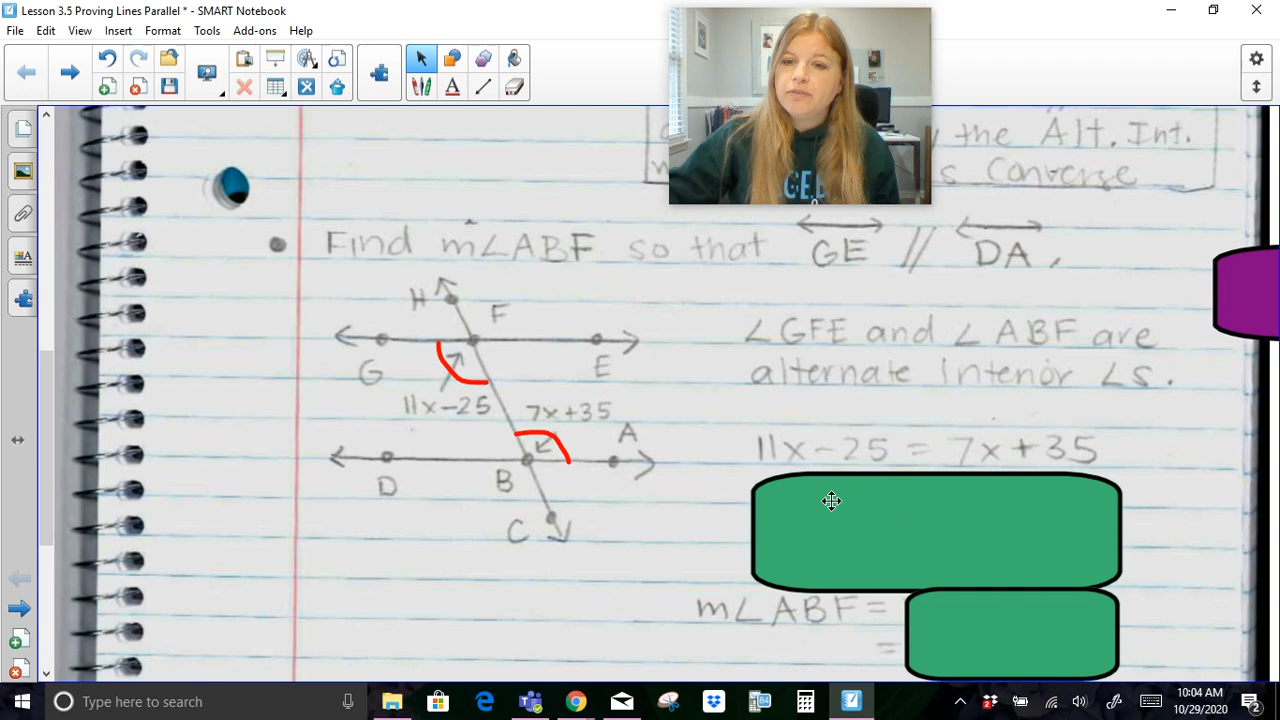 Lesson 3.5 Proving Lines Parallel * - SMART Notebook
File Edit View Insert Format Tools Add-ons Help
the Alt. Int.
s Converse
Find m∠ABF so that GE // DA.
H
F
G
E
∠GFE and ∠ABF are
alternate interior ∠s.
11x-25
7x+35
A
D
B
C
11x-25 = 7x+35
m∠ABF =
=
Type here to search
10:04 AM
10/29/2020
2